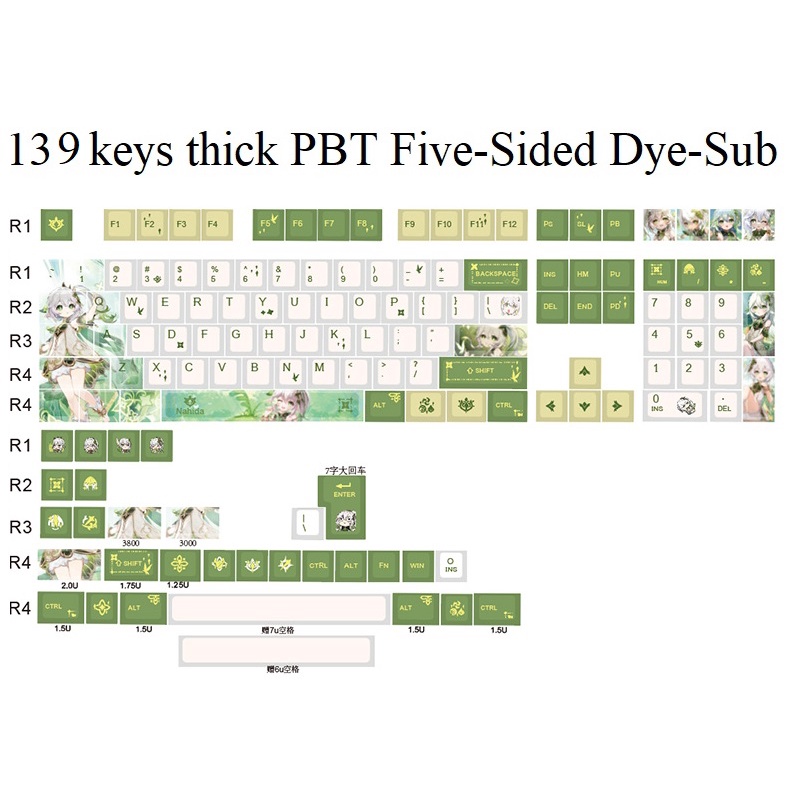 139 keys thick PBT Five-Sided Dye-Sub
R1 F1 F2 F3 F4 F5 F6 F7 F8 F9 F10 F11 F12 PS SL PB
R1 ! @ 2 # 3 $ 4 % 5 ^ 6 & 7 * 8 ( 9 ) 0 _ - + = BACKSPACE INS HM PU NUM / * -
R2 Q W E R T Y U I O P { [ } ] | \ DEL END PD 7 8 9
R3 A S D F G H J K L : ; " ' 4 5 6
R4 Z X C V B N M < , > . ? / SHIFT 1 2 3
R4 Nahida ALT CTRL 0 INS . DEL
R1
R2 7字大回车 ENTER
R3 3800 3000 | \
R4 SHIFT CTRL ALT FN WIN 0 INS
2.0U 1.75U 1.25U
R4 CTRL ALT ALT CTRL
1.5U 1.5U 赠7u空格 1.5U 1.5U
赠6u空格